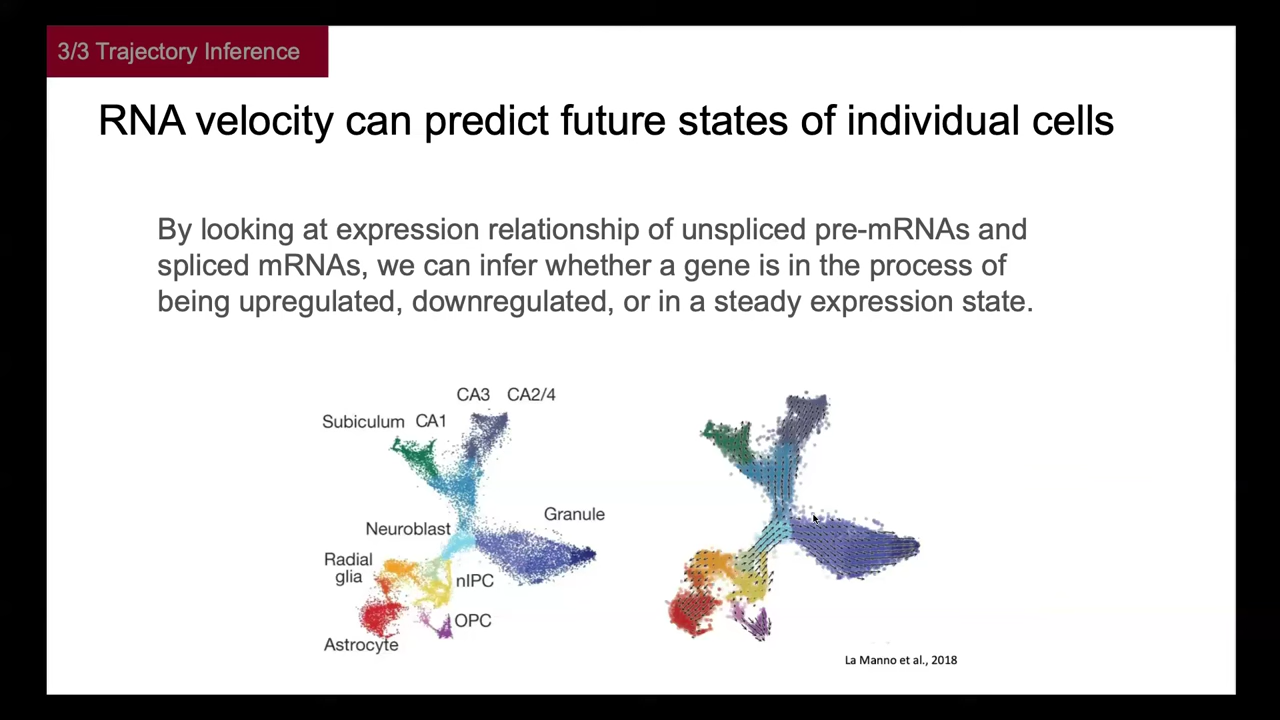 3/3 Trajectory Inference
RNA velocity can predict future states of individual cells
By looking at expression relationship of unspliced pre-mRNAs and
spliced mRNAs, we can infer whether a gene is in the process of
being upregulated, downregulated, or in a steady expression state.
CA3 CA2/4
Subiculum CA1
Granule
Neuroblast
Radial
glia
nIPC
OPC
Astrocyte
La Manno et al., 2018